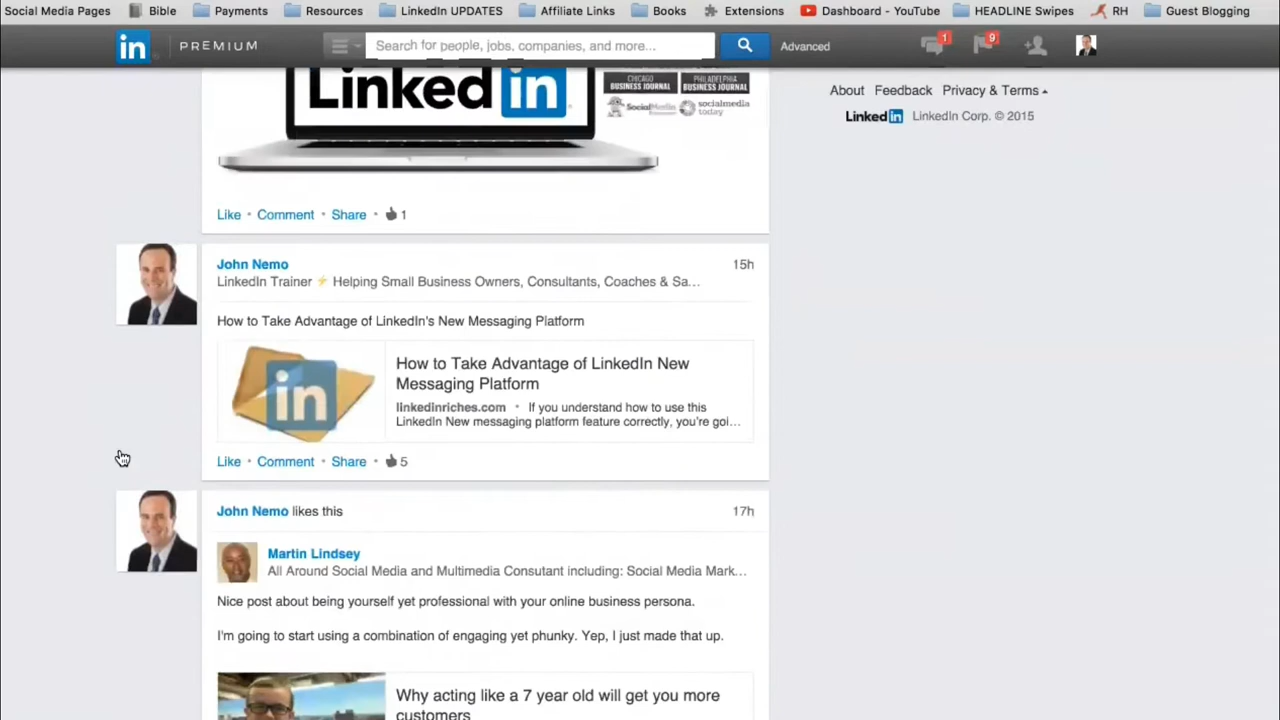 Social Media Pages Bible Payments Resources LinkedIn UPDATES Affiliate Links Books Extensions Dashboard - YouTube HEADLINE Swipes RH Guest Blogging
in PREMIUM Search for people, jobs, companies, and more... Advanced 1 9
About Feedback Privacy & Terms
LinkedIn LinkedIn Corp. © 2015
LinkedIn
CHICAGO BUSINESS JOURNAL PHILADELPHIA BUSINESS JOURNAL
SocialMedia socialmedia today
Like • Comment • Share • 1
John Nemo 15h
LinkedIn Trainer ⚡ Helping Small Business Owners, Consultants, Coaches & Sa...
How to Take Advantage of LinkedIn's New Messaging Platform
in
How to Take Advantage of LinkedIn New
Messaging Platform
linkedinriches.com • If you understand how to use this
LinkedIn New messaging platform feature correctly, you're goi...
Like • Comment • Share • 5
John Nemo likes this 17h
Martin Lindsey
All Around Social Media and Multimedia Consutant including: Social Media Mark...
Nice post about being yourself yet professional with your online business persona.
I'm going to start using a combination of engaging yet phunky. Yep, I just made that up.
Why acting like a 7 year old will get you more
customers